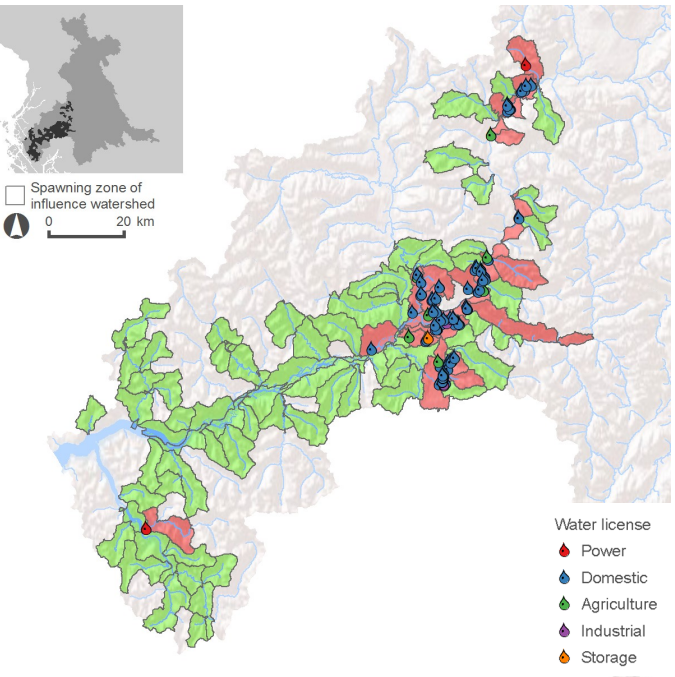 Spawning zone of
influence watershed
0 20 km
Water license
Power
Domestic
Agriculture
Industrial
Storage